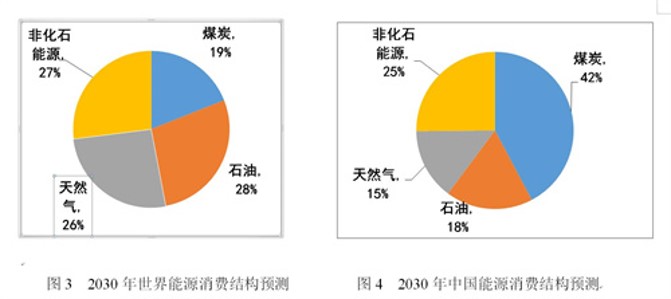 非化石
能源,
27%
煤炭,
19%
石油,
28%
天然
气,
26%
图 3 2030 年世界能源消费结构预测
非化石
能源,
25%
煤炭,
42%
天然气,
15%
石油,
18%
图 4 2030 年中国能源消费结构预测.